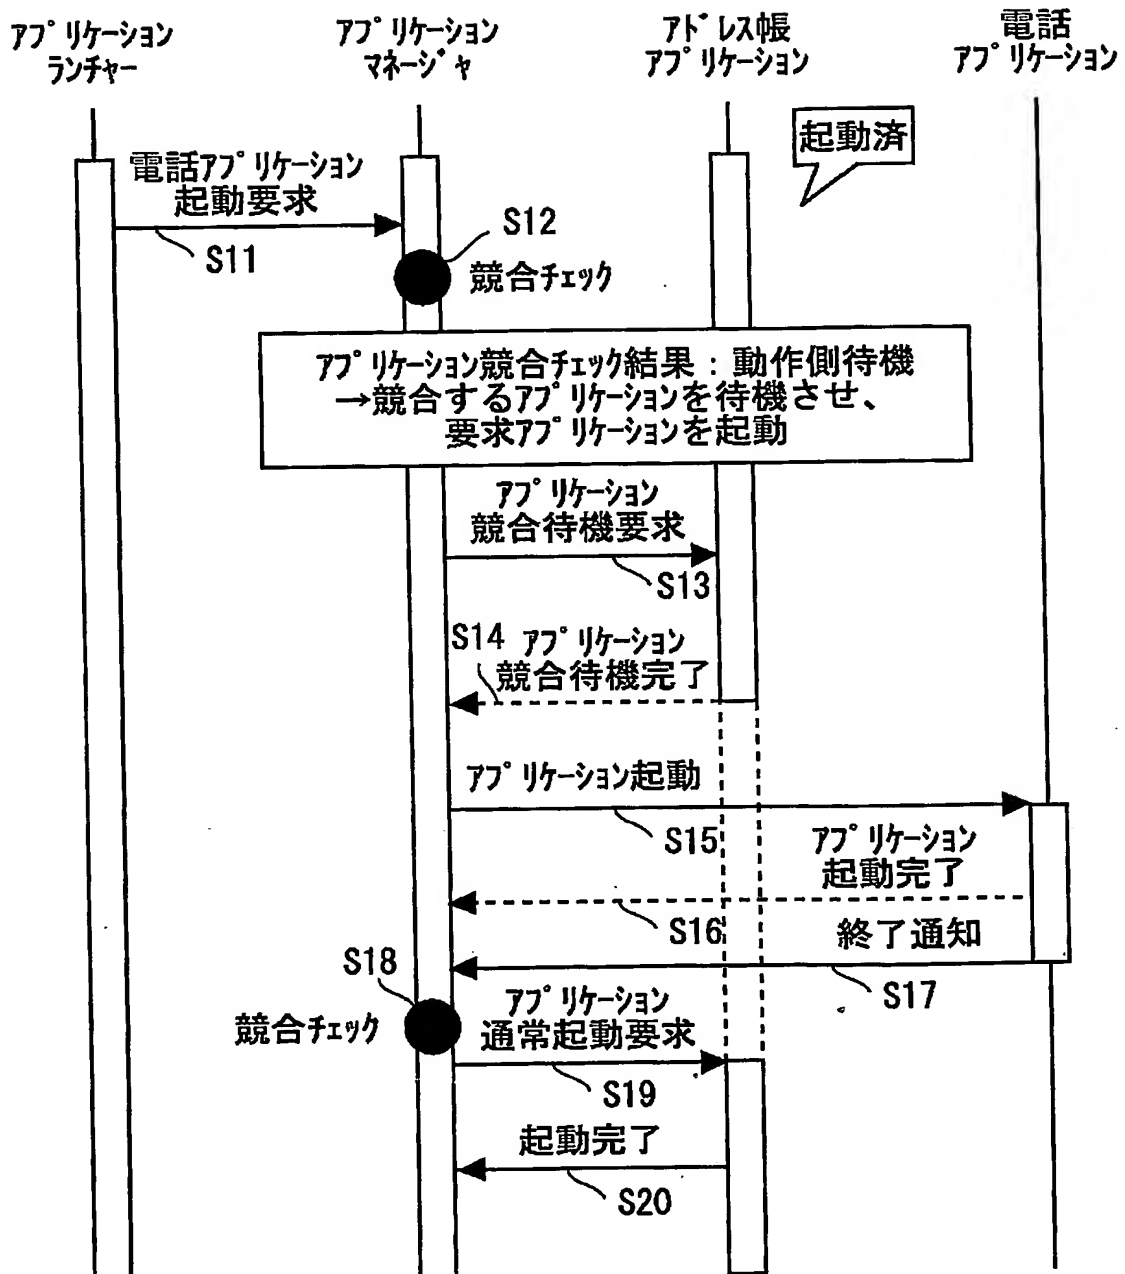 アプリケーション
ランチャー
アプリケーション
マネージャ
アドレス帳
アプリケーション
電話
アプリケーション
起動済
電話アプリケーション
起動要求
S11
S12
競合チェック
アプリケーション競合チェック結果：動作側待機
→競合するアプリケーションを待機させ、
要求アプリケーションを起動
アプリケーション
競合待機要求
S13
S14
アプリケーション
競合待機完了
アプリケーション起動
S15
アプリケーション
起動完了
S16
終了通知
S17
S18
競合チェック
アプリケーション
通常起動要求
S19
起動完了
S20